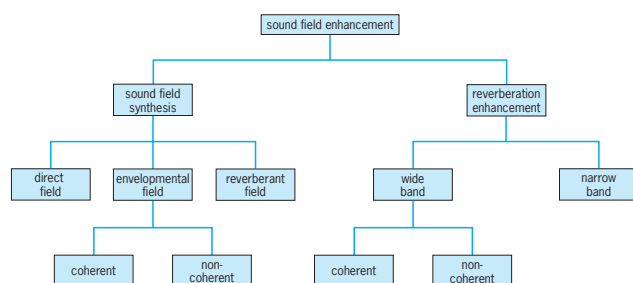 sound field enhancement
sound field
synthesis
reverberation
enhancement
direct
field
envelopmental
field
reverberant field
wide
band
narrow
band
coherent
non-
coherent
coherent
non-
coherent